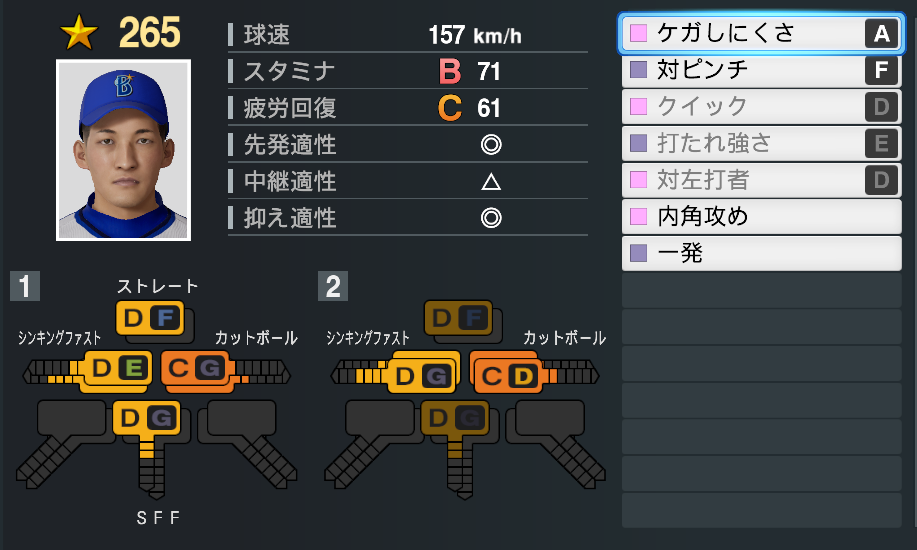 265
球速 157 km/h
スタミナ B 71
疲労回復 C 61
先発適性 ◎
中継適性 △
抑え適性 ◎
ケガしにくさ A
対ピンチ F
クイック D
打たれ強さ E
対左打者 D
内角攻め
一発
B
1
ストレート
D F
シンキングファスト
カットボール
D E
C G
D G
SFF
2
D F
シンキングファスト
カットボール
D G
C D
D G